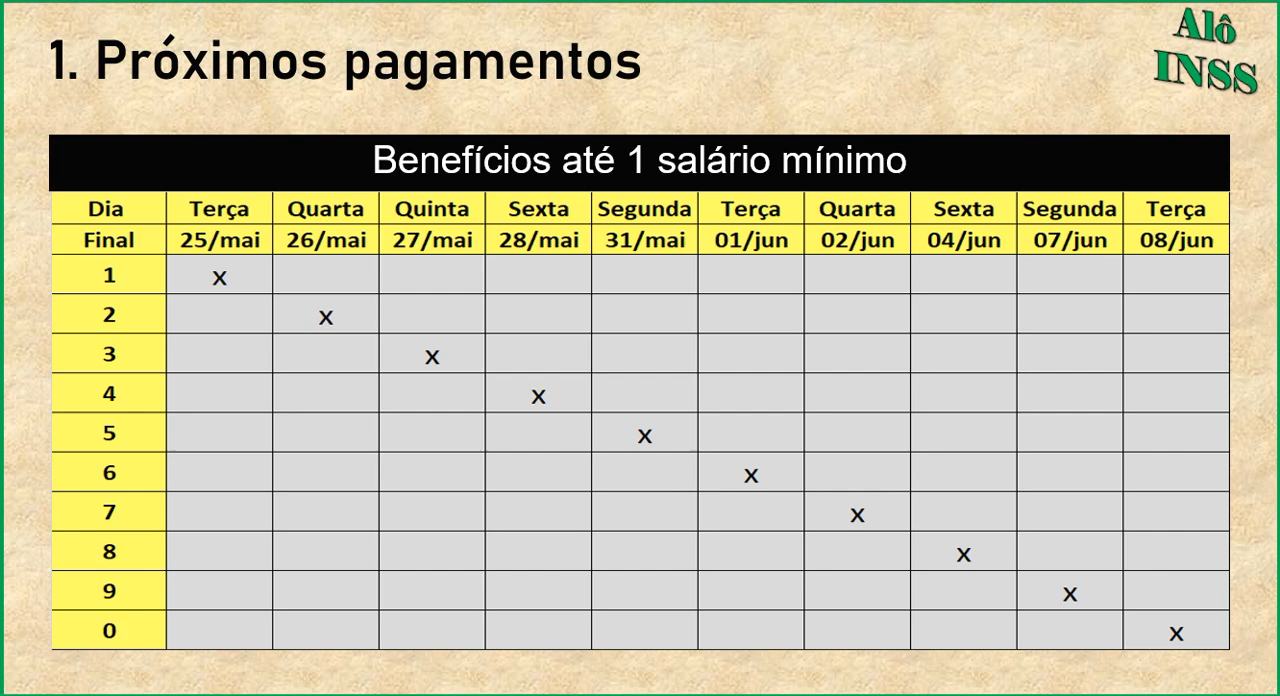 1. Próximos pagamentos
Alô
INSS
Benefícios até 1 salário mínimo
Dia Terça Quarta Quinta Sexta Segunda Terça Quarta Sexta Segunda Terça
Final 25/mai 26/mai 27/mai 28/mai 31/mai 01/jun 02/jun 04/jun 07/jun 08/jun
1 x
2 x
3 x
4 x
5 x
6 x
7 x
8 x
9 x
0 x